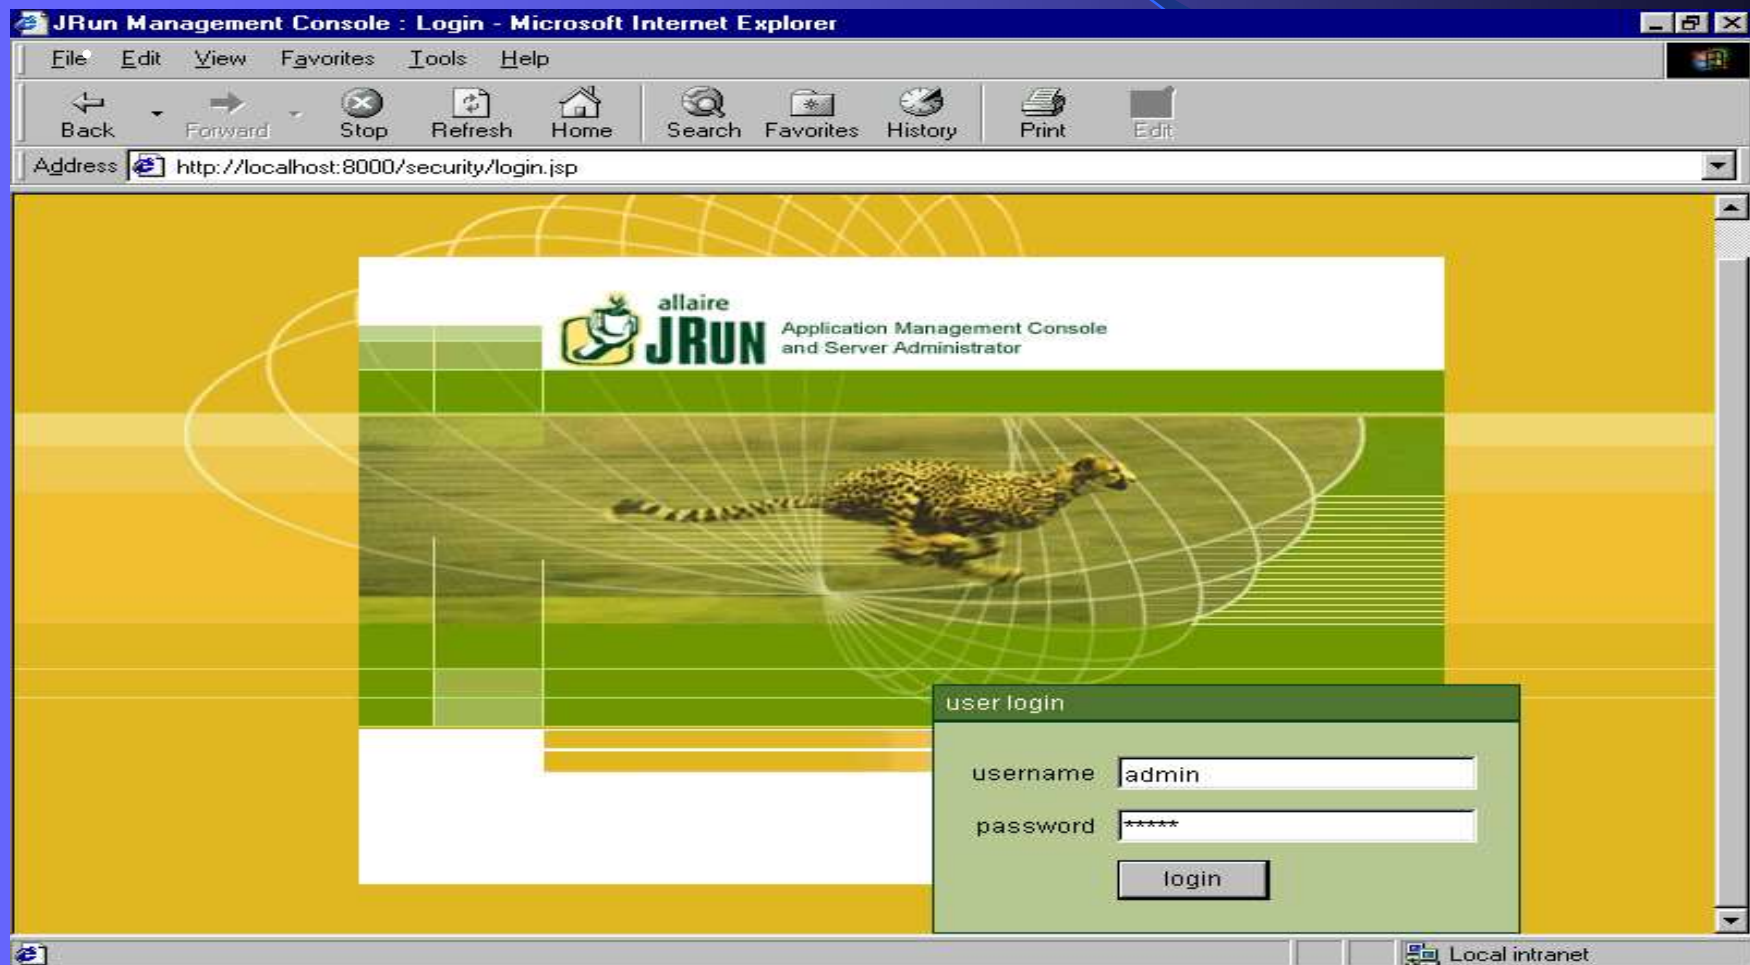 JRun Management Console : Login - Microsoft Internet Explorer
File Edit View Favorites Tools Help
Back Forward Stop Refresh Home Search Favorites History Print Edit
Address http://localhost:8000/security/login.jsp
allaire
JRUN
Application Management Console
and Server Administrator
user login
username admin
password *****
login
Local intranet